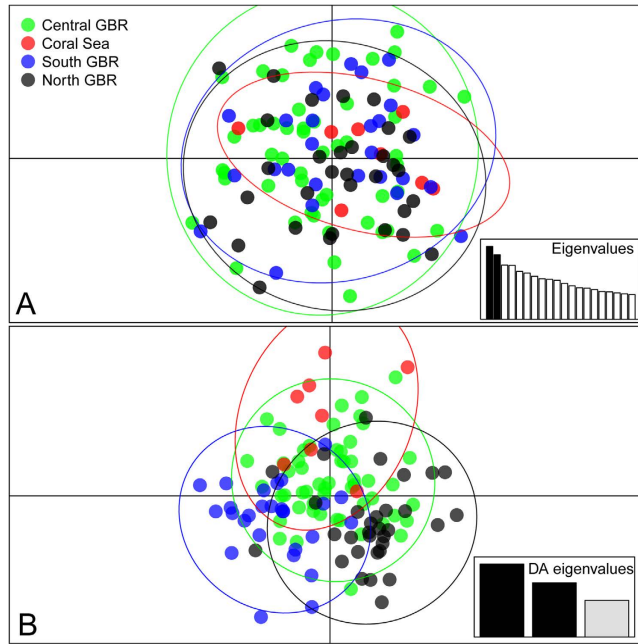 Central GBR
Coral Sea
South GBR
North GBR
A
Eigenvalues
B
DA eigenvalues